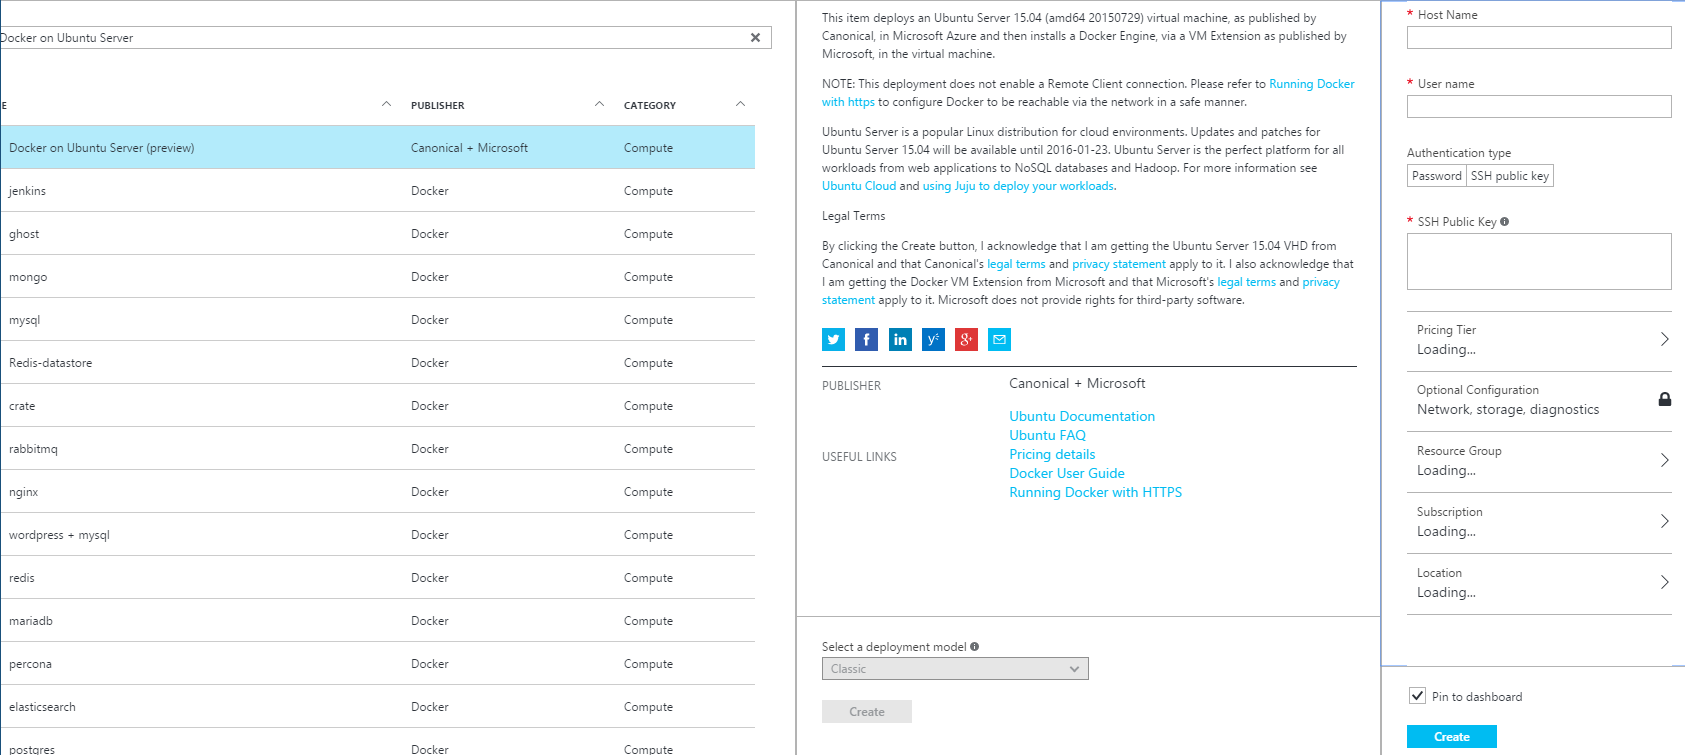 Docker on Ubuntu Server
E PUBLISHER CATEGORY
Docker on Ubuntu Server (preview) Canonical + Microsoft Compute
jenkins Docker Compute
ghost Docker Compute
mongo Docker Compute
mysql Docker Compute
Redis-datastore Docker Compute
crate Docker Compute
rabbitmq Docker Compute
nginx Docker Compute
wordpress + mysql Docker Compute
redis Docker Compute
mariadb Docker Compute
percona Docker Compute
elasticsearch Docker Compute
postgres Docker Compute
This item deploys an Ubuntu Server 15.04 (amd64 20150729) virtual machine, as published by
Canonical, in Microsoft Azure and then installs a Docker Engine, via a VM Extension as published by
Microsoft, in the virtual machine.
NOTE: This deployment does not enable a Remote Client connection. Please refer to Running Docker
with https to configure Docker to be reachable via the network in a safe manner.
Ubuntu Server is a popular Linux distribution for cloud environments. Updates and patches for
Ubuntu Server 15.04 will be available until 2016-01-23. Ubuntu Server is the perfect platform for all
workloads from web applications to NoSQL databases and Hadoop. For more information see
Ubuntu Cloud and using Juju to deploy your workloads.
Legal Terms
By clicking the Create button, I acknowledge that I am getting the Ubuntu Server 15.04 VHD from
Canonical and that Canonical's legal terms and privacy statement apply to it. I also acknowledge that
I am getting the Docker VM Extension from Microsoft and that Microsoft's legal terms and privacy
statement apply to it. Microsoft does not provide rights for third-party software.
PUBLISHER Canonical + Microsoft
USEFUL LINKS
Ubuntu Documentation
Ubuntu FAQ
Pricing details
Docker User Guide
Running Docker with HTTPS
Select a deployment model
Classic
Create
* Host Name
* User name
Authentication type
Password SSH public key
* SSH Public Key
Pricing Tier
Loading...
Optional Configuration
Network, storage, diagnostics
Resource Group
Loading...
Subscription
Loading...
Location
Loading...
Pin to dashboard
Create